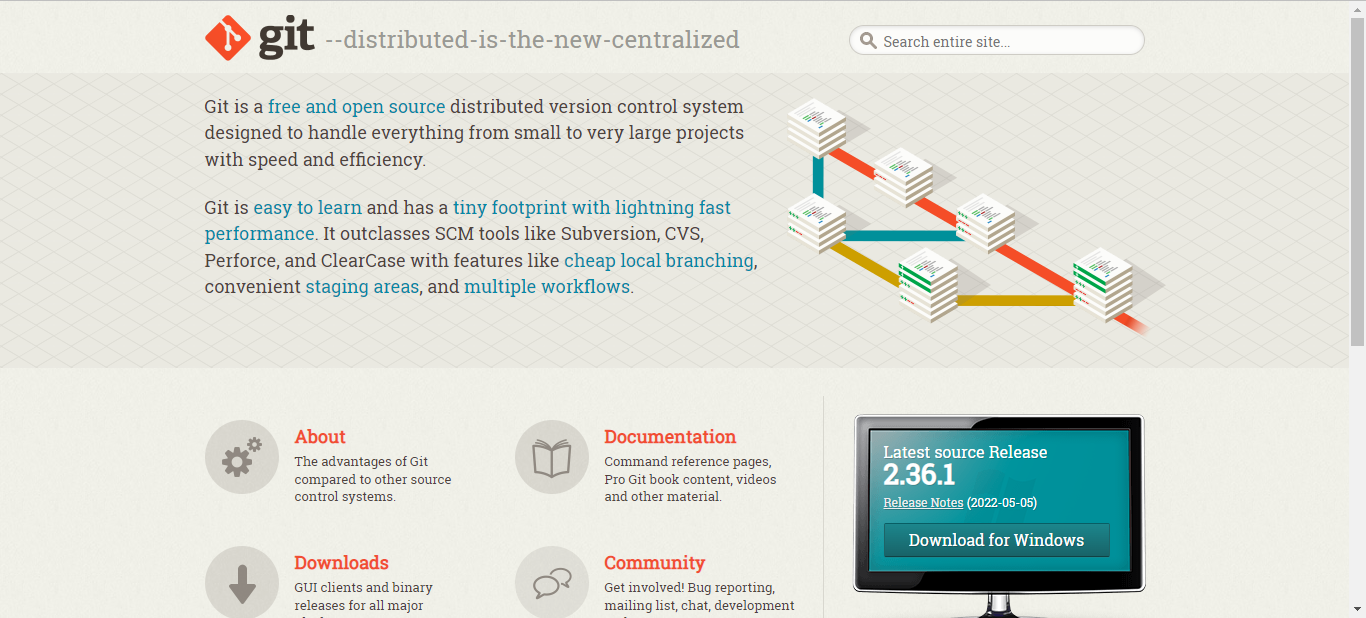 git --distributed-is-the-new-centralized
Search entire site...
Git is a free and open source distributed version control system
designed to handle everything from small to very large projects
with speed and efficiency.
Git is easy to learn and has a tiny footprint with lightning fast
performance. It outclasses SCM tools like Subversion, CVS,
Perforce, and ClearCase with features like cheap local branching,
convenient staging areas, and multiple workflows.
About
The advantages of Git
compared to other source
control systems.
Documentation
Command reference pages,
Pro Git book content, videos
and other material.
Downloads
GUI clients and binary
releases for all major
Community
Get involved! Bug reporting,
mailing list, chat, development
Latest source Release
2.36.1
Release Notes (2022-05-05)
Download for Windows